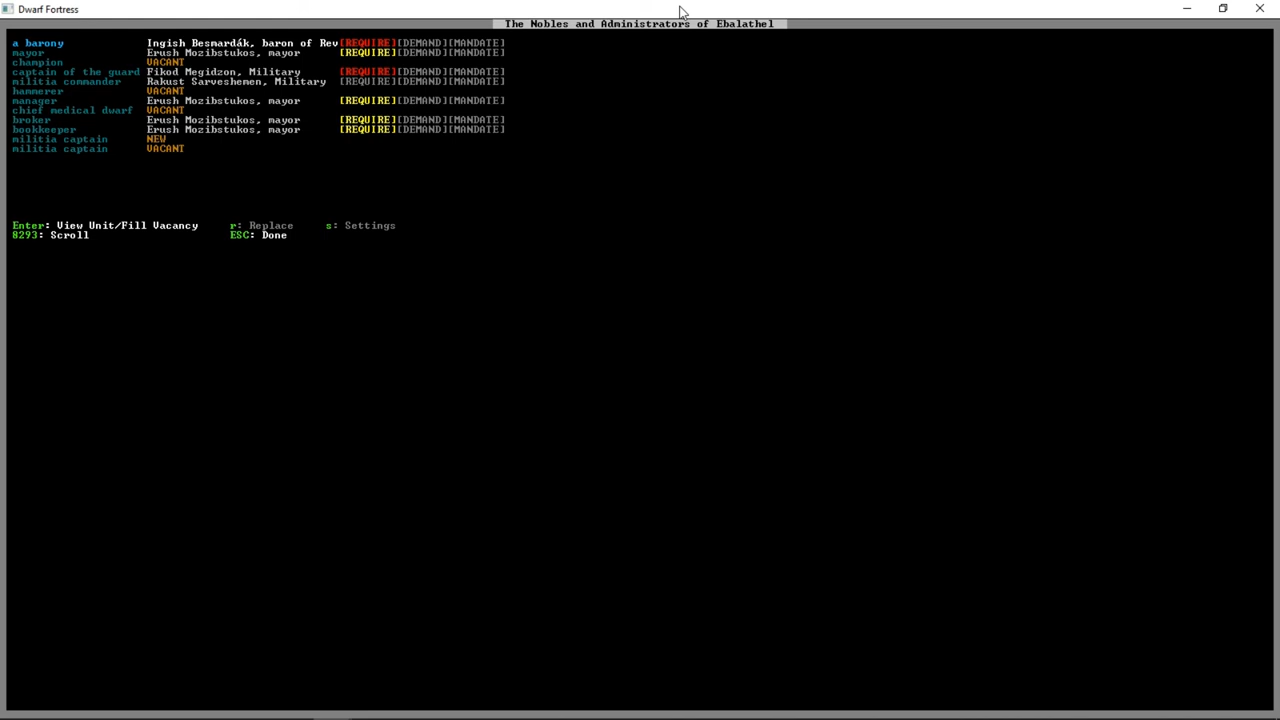 Dwarf Fortress
The Nobles and Administrators of Ebalathel
a barony Ingish Besmardák, baron of Rev[REQUIRE][DEMAND][MANDATE]
mayor Erush Mozibstukos, mayor [REQUIRE][DEMAND][MANDATE]
champion VACANT
captain of the guard Fikod Megidzon, Military [REQUIRE][DEMAND][MANDATE]
militia commander Rakust Sarveshemen, Military [REQUIRE][DEMAND][MANDATE]
hammerer VACANT
manager Erush Mozibstukos, mayor [REQUIRE][DEMAND][MANDATE]
chief medical dwarf VACANT
broker Erush Mozibstukos, mayor [REQUIRE][DEMAND][MANDATE]
bookkeeper Erush Mozibstukos, mayor [REQUIRE][DEMAND][MANDATE]
militia captain NEW
militia captain VACANT
Enter: View Unit/Fill Vacancy r: Replace s: Settings
8293: Scroll ESC: Done